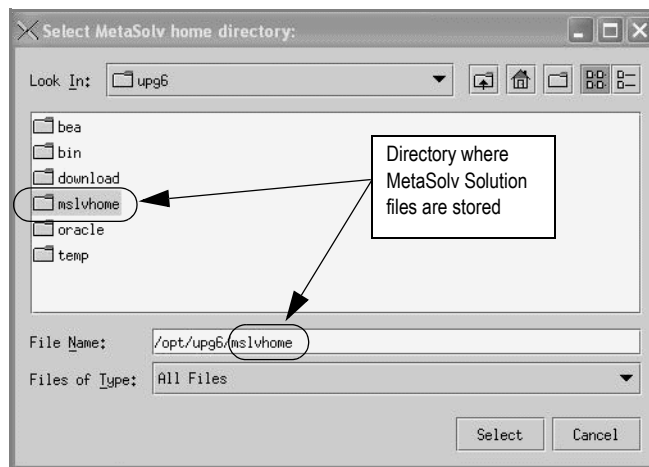 Select MetaSolv home directory:
Look In: upg6
bea
bin
download
mslvhome
oracle
temp
Directory where
MetaSolv Solution
files are stored
File Name: /opt/upg6/mslvhome
Files of Type: All Files
Select Cancel